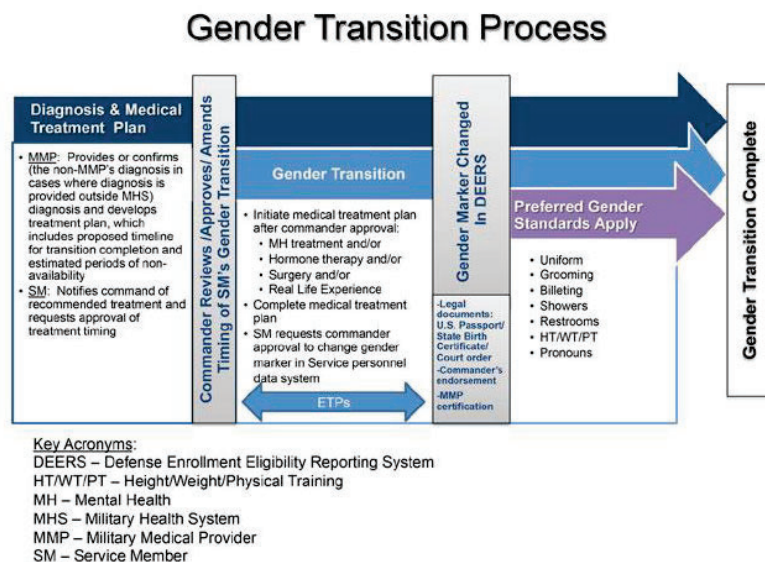 Gender Transition Process
Diagnosis & Medical
Treatment Plan
• MMP: Provides or confirms
(the non-MMP's diagnosis in
cases where diagnosis is
provided outside MHS)
diagnosis and develops
treatment plan, which
includes proposed timeline
for transition completion and
estimated periods of non-
availability
• SM: Notifies command of
recommended treatment and
requests approval of
treatment timing
Commander Reviews /Approves/ Amends
Timing of SM's Gender Transition
Gender Transition
• Initiate medical treatment plan
after commander approval:
• MH treatment and/or
• Hormone therapy and/or
• Surgery and/or
• Real Life Experience
• Complete medical treatment
plan
• SM requests commander
approval to change gender
marker in Service personnel
data system
ETPs
Gender Marker Changed
In DEERS
-Legal
documents:
U.S. Passport/
State Birth
Certificate/
Court order
-Commander's
endorsement
-MMP
certification
Preferred Gender
Standards Apply
• Uniform
• Grooming
• Billeting
• Showers
• Restrooms
• HT/WT/PT
• Pronouns
Gender Transition Complete
Key Acronyms:
DEERS – Defense Enrollment Eligibility Reporting System
HT/WT/PT – Height/Weight/Physical Training
MH – Mental Health
MHS – Military Health System
MMP – Military Medical Provider
SM – Service Member